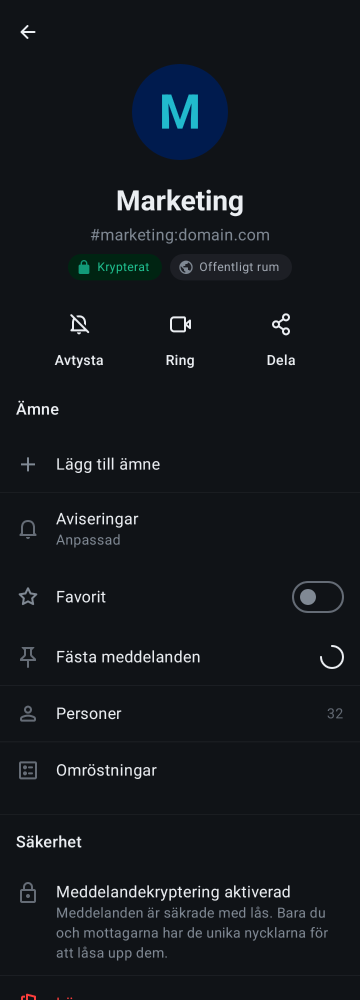 M
Marketing
#marketing:domain.com
Krypterat
Offentligt rum
Avtysta
Ring
Dela
Ämne
Lägg till ämne
Aviseringar
Anpassad
Favorit
Fästa meddelanden
Personer
32
Omröstningar
Säkerhet
Meddelandekryptering aktiverad
Meddelanden är säkrade med lås. Bara du
och mottagarna har de unika nycklarna för
att låsa upp dem.